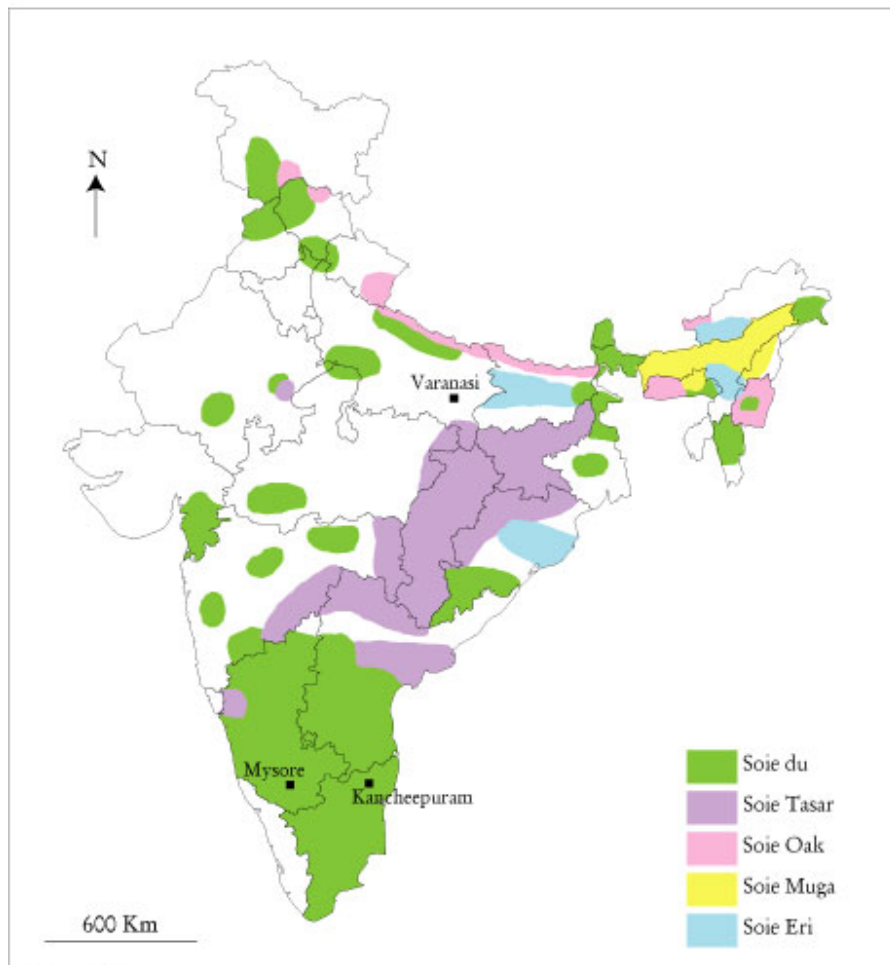 N
Varanasi
Mysore
Kancheepuram
Soie du
Soie Tasar
Soie Oak
Soie Muga
Soie Eri
600 Km